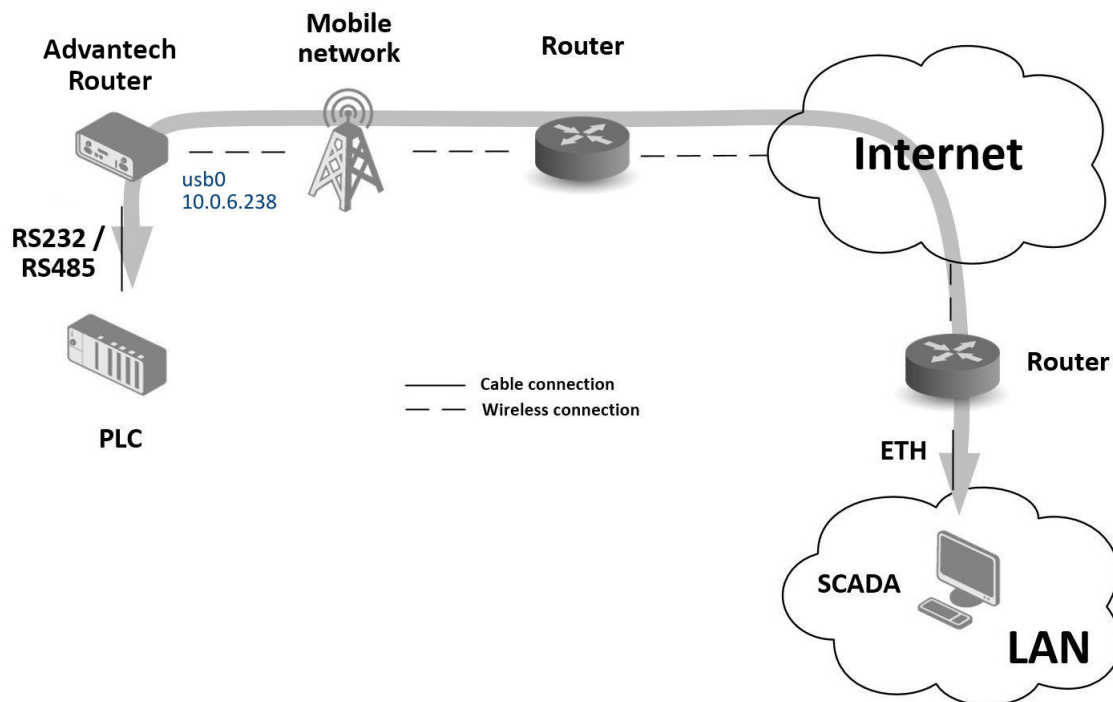 Advantech
Router
Mobile
network
Router
Internet
usb0
10.0.6.238
RS232 /
RS485
PLC
Cable connection
Wireless connection
Router
ETH
SCADA
LAN